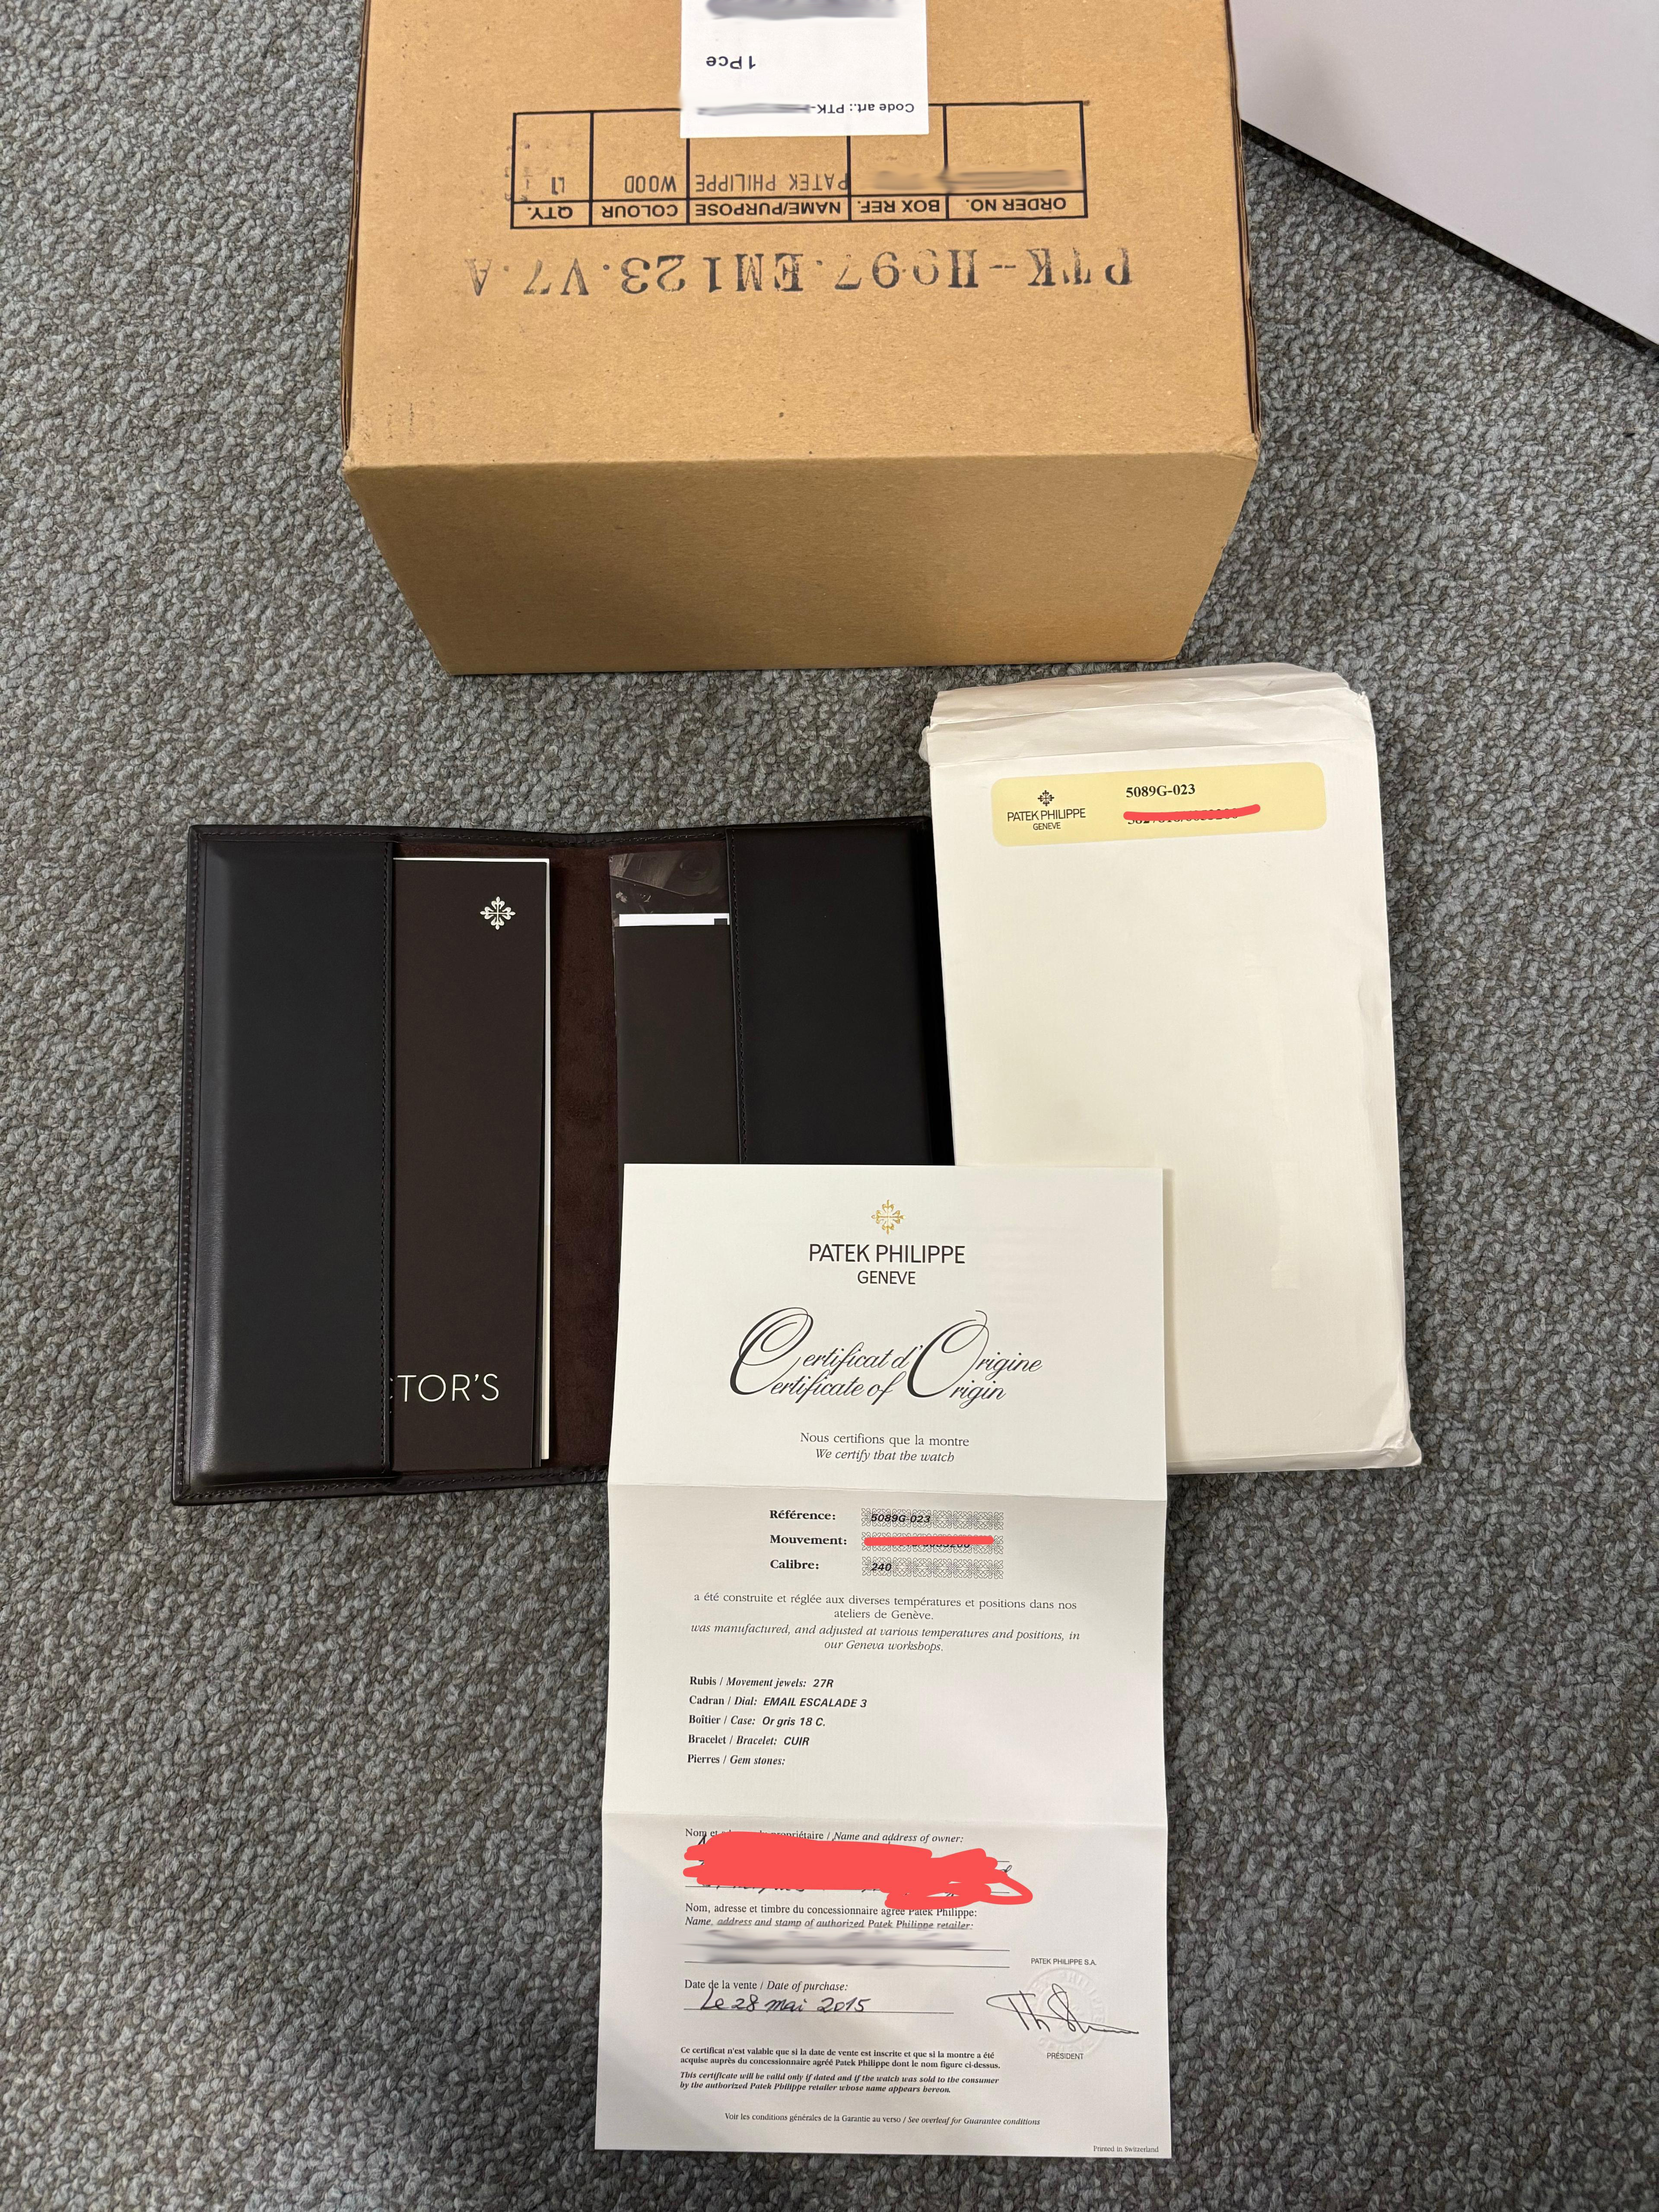 1 Pce
Code art.: PTK-
ORDER NO. BOX REF. NAME/PURPOSE COLOUR QTY.
PATEK PHILIPPE WOOD
PTK-H097.EM123.V7.A
PATEK PHILIPPE
GENEVE
5089G-023
CTOR'S
PATEK PHILIPPE
GENEVE
Certificat d'Origine
Certificate of Origin
Nous certifions que la montre
We certify that the watch
Référence: 5089G-023
Mouvement:
Calibre: 240
a été construite et réglée aux diverses températures et positions dans nos
ateliers de Genève.
was manufactured, and adjusted at various temperatures and positions, in
our Geneva workshops.
Rubis / Movement jewels: 27R
Cadran / Dial: EMAIL ESCALADE 3
Boîtier / Case: Or gris 18 C.
Bracelet / Bracelet: CUIR
Pierres / Gem stones:
Nom et propriétaire / Name and address of owner:
Nom, adresse et timbre du concessionnaire agréé Patek Philippe:
Name, address and stamp of authorized Patek Philippe retailer:
PATEK PHILIPPE S.A.
Date de la vente / Date of purchase:
Le 28 mai 2015
PRÉSIDENT
Ce certificat n'est valable que si la date de vente est inscrite et que si la montre a été
acquise auprès du concessionnaire agréé Patek Philippe dont le nom figure ci-dessus.
This certificate will be valid only if dated and if the watch was sold to the consumer
by the authorized Patek Philippe retailer whose name appears hereon.
Voir les conditions générales de la Garantie au verso / See overleaf for Guarantee conditions
Printed in Switzerland